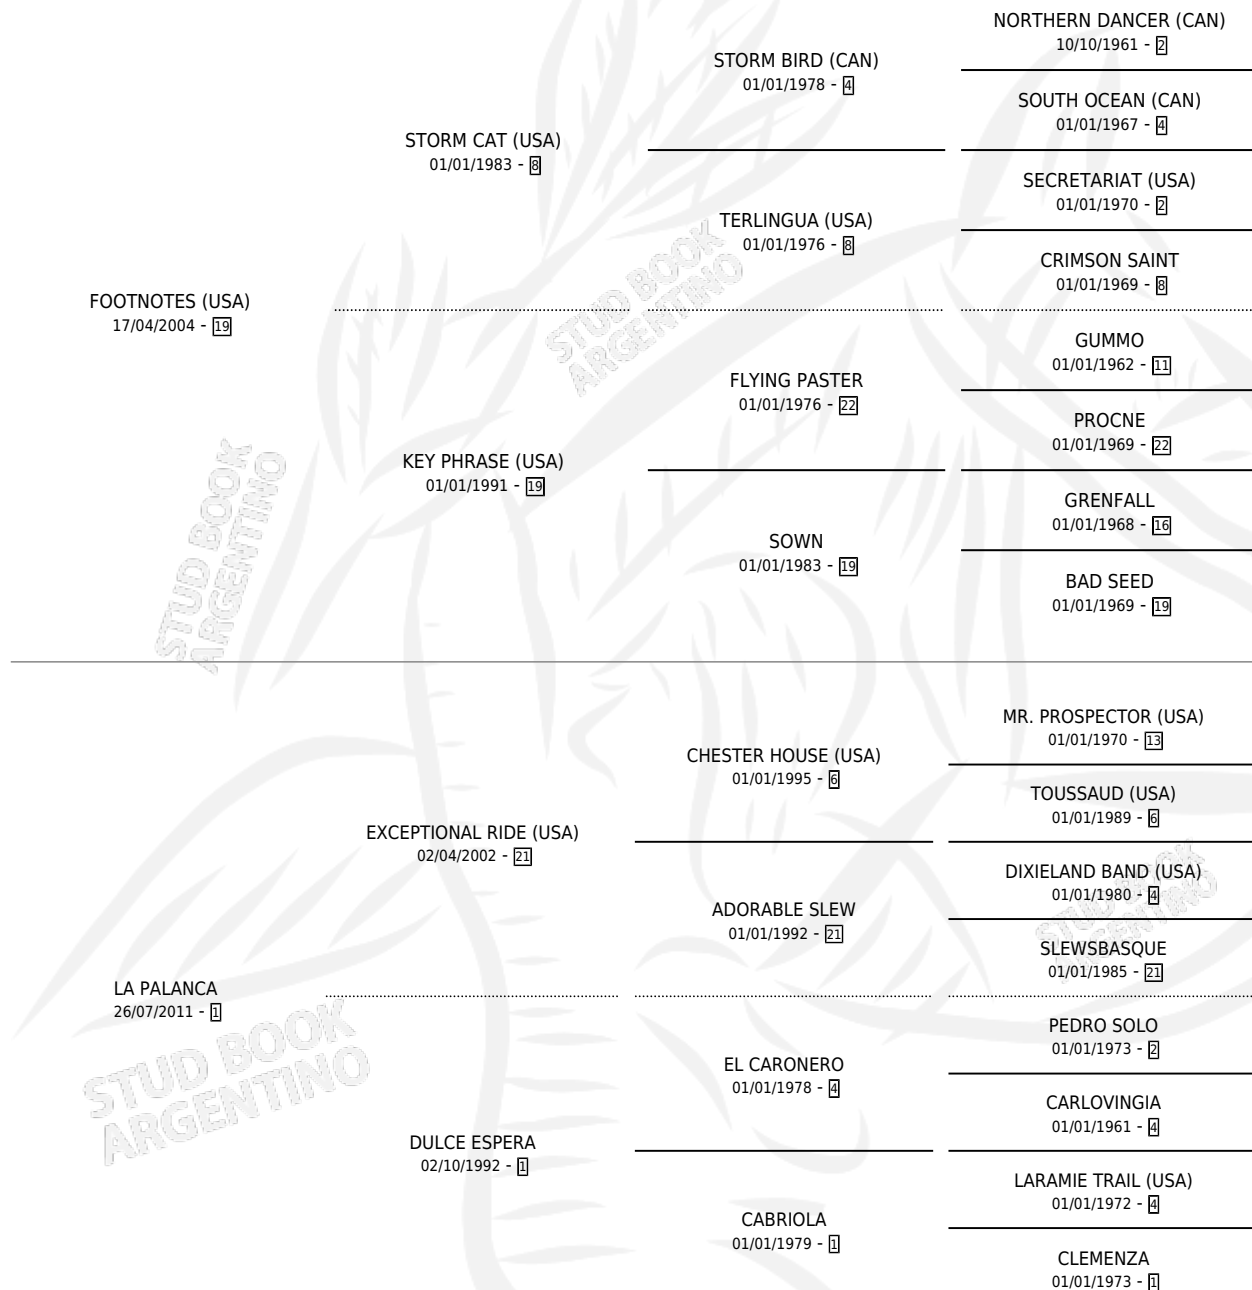 NORTHERN DANCER (CAN)
10/10/1961 - 2
STORM BIRD (CAN)
01/01/1978 - 4
SOUTH OCEAN (CAN)
01/01/1967 - 4
STORM CAT (USA)
01/01/1983 - 8
SECRETARIAT (USA)
01/01/1970 - 2
TERLINGUA (USA)
01/01/1976 - 8
CRIMSON SAINT
01/01/1969 - 8
FOOTNOTES (USA)
17/04/2004 - 19
STUD BOOK
ARGENTINO
GUMMO
01/01/1962 - 11
FLYING PASTER
01/01/1976 - 22
PROCNE
01/01/1969 - 22
KEY PHRASE (USA)
01/01/1991 - 19
GRENFALL
01/01/1968 - 16
SOWN
01/01/1983 - 19
BAD SEED
01/01/1969 - 19
STUD BOOK
ARGENTINO
MR. PROSPECTOR (USA)
01/01/1970 - 13
CHESTER HOUSE (USA)
01/01/1995 - 6
TOUSSAUD (USA)
01/01/1989 - 6
EXCEPTIONAL RIDE (USA)
02/04/2002 - 21
DIXIELAND BAND (USA)
01/01/1980 - 4
ADORABLE SLEW
01/01/1992 - 21
STUD BOOK
ARGENTINO
SLEWSBASQUE
01/01/1985 - 21
LA PALANCA
26/07/2011 - 1
STUD BOOK
ARGENTINO
PEDRO SOLO
01/01/1973 - 2
EL CARONERO
01/01/1978 - 4
CARLOVINGIA
01/01/1961 - 4
DULCE ESPERA
02/10/1992 - 1
LARAMIE TRAIL (USA)
01/01/1972 - 4
CABRIOLA
01/01/1979 - 1
CLEMENZA
01/01/1973 - 1